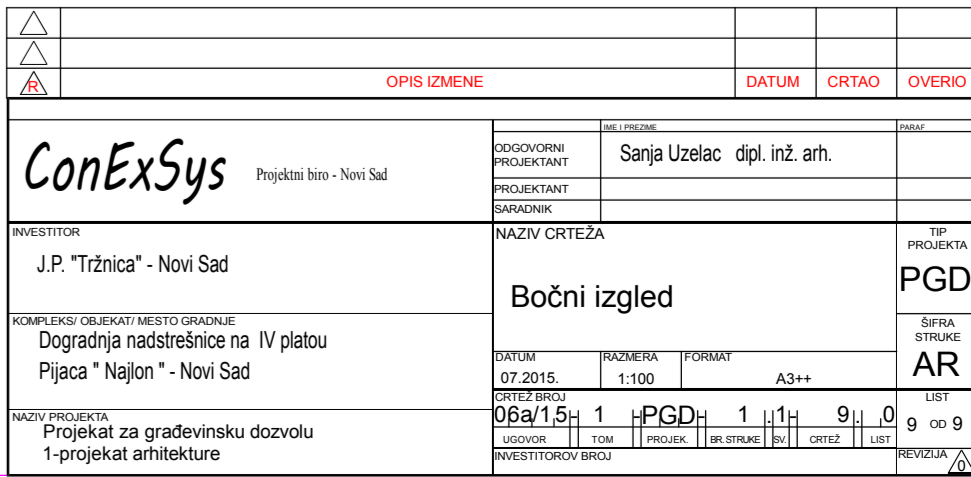 R OPIS IZMENE DATUM CRTAO OVERIO
IME I PREZIME PARAF
ConExSys Projektni biro - Novi Sad
ODGOVORNI
PROJEKTANT
Sanja Uzelac dipl. inž. arh.
PROJEKTANT
SARADNIK
INVESTITOR
J.P. "Tržnica" - Novi Sad
KOMPLEKS/ OBJEKAT/ MESTO GRADNJE
Dogradnja nadstrešnice na IV platou
Pijaca " Najlon " - Novi Sad
NAZIV PROJEKTA
Projekat za građevinsku dozvolu
1-projekat arhitekture
NAZIV CRTEŽA
Bočni izgled
DATUM RAZMERA FORMAT
07.2015. 1:100 A3++
CRTEŽ BROJ
06a/15 - 1 - PGD - 1 . 1 - 9 . 0
UGOVOR TOM PROJEK. BR. STRUKE SV. CRTEŽ LIST
INVESTITOROV BROJ
TIP
PROJEKTA
PGD
ŠIFRA
STRUKE
AR
LIST
9 OD 9
REVIZIJA 0